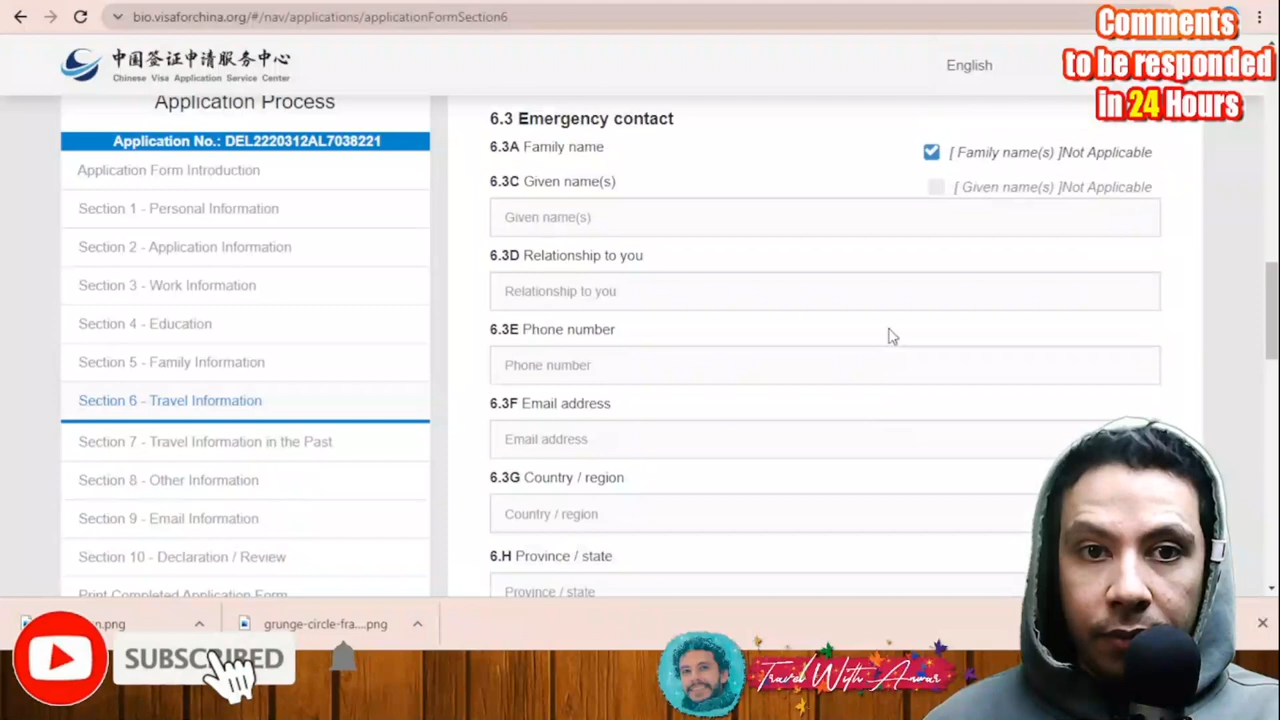 bio.visaforchina.org/#/nav/applications/applicationFormSection6
Comments
to be responded
in 24 Hours
中国签证申请服务中心
Chinese Visa Application Service Center
English
Application Process
Application No.: DEL2220312AL7038221
Application Form Introduction
Section 1 - Personal Information
Section 2 - Application Information
Section 3 - Work Information
Section 4 - Education
Section 5 - Family Information
Section 6 - Travel Information
Section 7 - Travel Information in the Past
Section 8 - Other Information
Section 9 - Email Information
Section 10 - Declaration / Review
Print Completed Application Form
6.3 Emergency contact
6.3A Family name
[ Family name(s) ]Not Applicable
6.3C Given name(s)
[ Given name(s) ]Not Applicable
Given name(s)
6.3D Relationship to you
Relationship to you
6.3E Phone number
Phone number
6.3F Email address
Email address
6.3G Country / region
Country / region
6.H Province / state
Province / state
n.png
grunge-circle-fra....png
SUBSCRIBED
Travel With Anwar